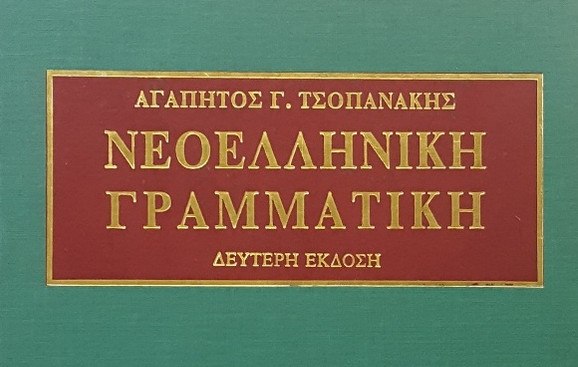 ΑΓΑΠΗΤΟΣ Γ. ΤΣΟΠΑΝΑΚΗΣ
ΝΕΟΕΛΛΗΝΙΚΗ
ΓΡΑΜΜΑΤΙΚΗ
ΔΕΥΤΕΡΗ ΕΚΔΟΣΗ